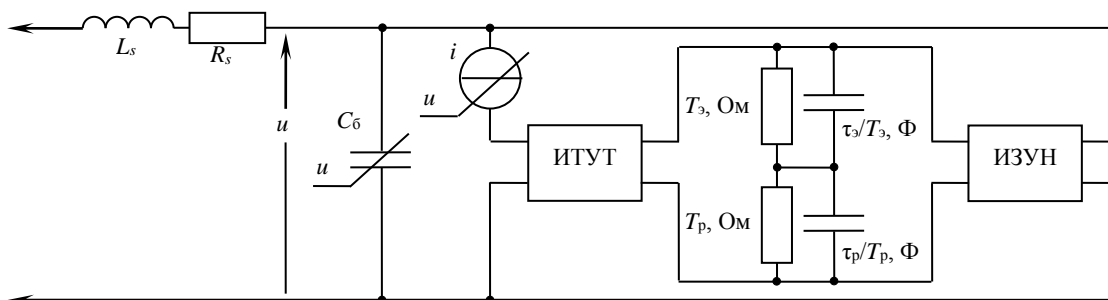 Ls
Rs
u
Cб
u
i
u
ИТУТ
Tэ, Ом
τэ/Tэ, Ф
Tр, Ом
τр/Tр, Ф
ИЗУН